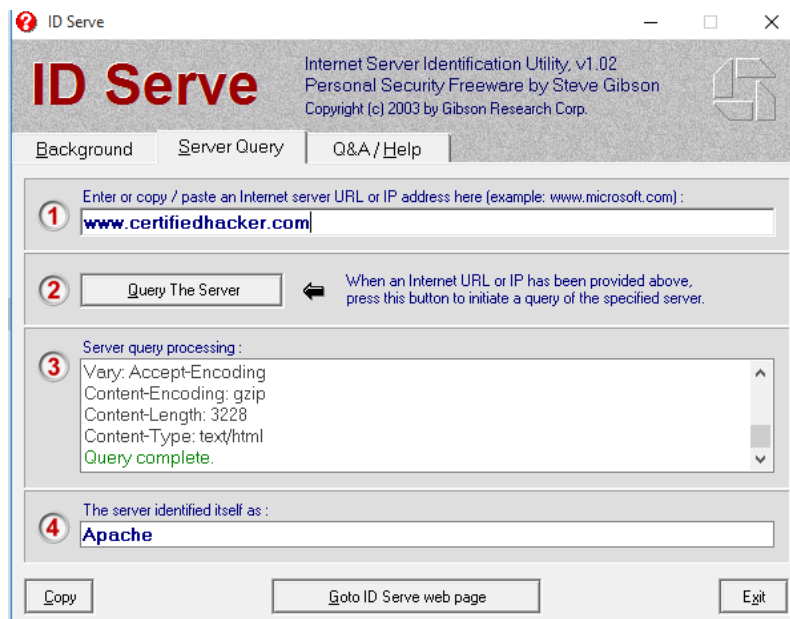 ID Serve
ID Serve
Internet Server Identification Utility, v1.02
Personal Security Freeware by Steve Gibson
Copyright (c) 2003 by Gibson Research Corp.
Background
Server Query
Q&A / Help
1
Enter or copy / paste an Internet server URL or IP address here (example: www.microsoft.com) :
www.certifiedhacker.com
2
Query The Server
When an Internet URL or IP has been provided above,
press this button to initiate a query of the specified server.
3
Server query processing :
Vary: Accept-Encoding
Content-Encoding: gzip
Content-Length: 3228
Content-Type: text/html
Query complete.
4
The server identified itself as :
Apache
Copy
Goto ID Serve web page
Exit